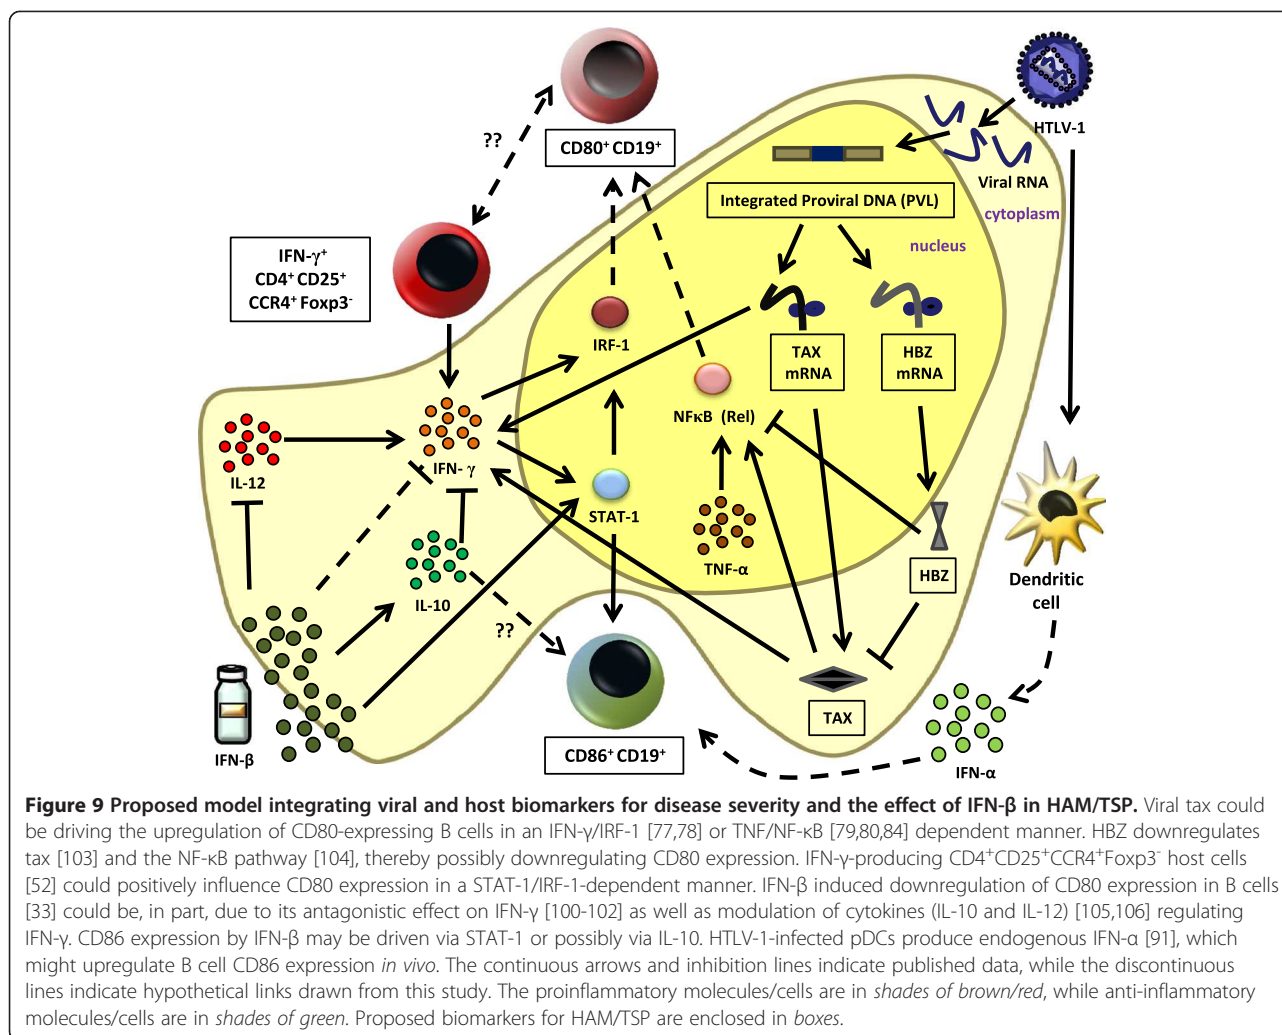 ??
CD80⁺ CD19⁺
HTLV-1
Viral RNA
Integrated Proviral DNA (PVL)
cytoplasm
nucleus
IFN-γ⁺
CD4⁺ CD25⁺
CCR4⁺ Foxp3⁻
IRF-1
TAX
mRNA
HBZ
mRNA
NFκB (Rel)
IFN- γ
IL-12
STAT-1
TNF-α
HBZ
Dendritic
cell
IL-10
??
TAX
IFN-β
CD86⁺ CD19⁺
IFN-α
Figure 9 Proposed model integrating viral and host biomarkers for disease severity and the effect of IFN-β in HAM/TSP. Viral tax could
be driving the upregulation of CD80-expressing B cells in an IFN-γ/IRF-1 [77,78] or TNF/NF-κB [79,80,84] dependent manner. HBZ downregulates
tax [103] and the NF-κB pathway [104], thereby possibly downregulating CD80 expression. IFN-γ-producing CD4⁺CD25⁺CCR4⁺Foxp3⁻ host cells
[52] could positively influence CD80 expression in a STAT-1/IRF-1-dependent manner. IFN-β induced downregulation of CD80 expression in B cells
[33] could be, in part, due to its antagonistic effect on IFN-γ [100-102] as well as modulation of cytokines (IL-10 and IL-12) [105,106] regulating
IFN-γ. CD86 expression by IFN-β may be driven via STAT-1 or possibly via IL-10. HTLV-1-infected pDCs produce endogenous IFN-α [91], which
might upregulate B cell CD86 expression in vivo. The continuous arrows and inhibition lines indicate published data, while the discontinuous
lines indicate hypothetical links drawn from this study. The proinflammatory molecules/cells are in shades of brown/red, while anti-inflammatory
molecules/cells are in shades of green. Proposed biomarkers for HAM/TSP are enclosed in boxes.